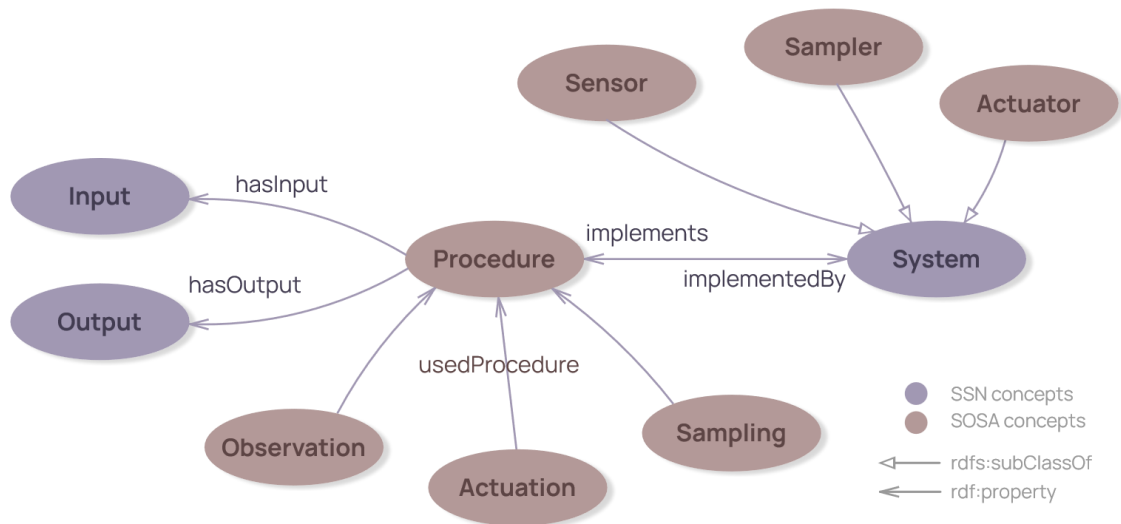 Sampler
Sensor
Actuator
Input
hasInput
implements
Procedure
System
implementedBy
hasOutput
Output
usedProcedure
SSN concepts
SOSA concepts
Sampling
Observation
rdfs:subClassOf
Actuation
rdf:property